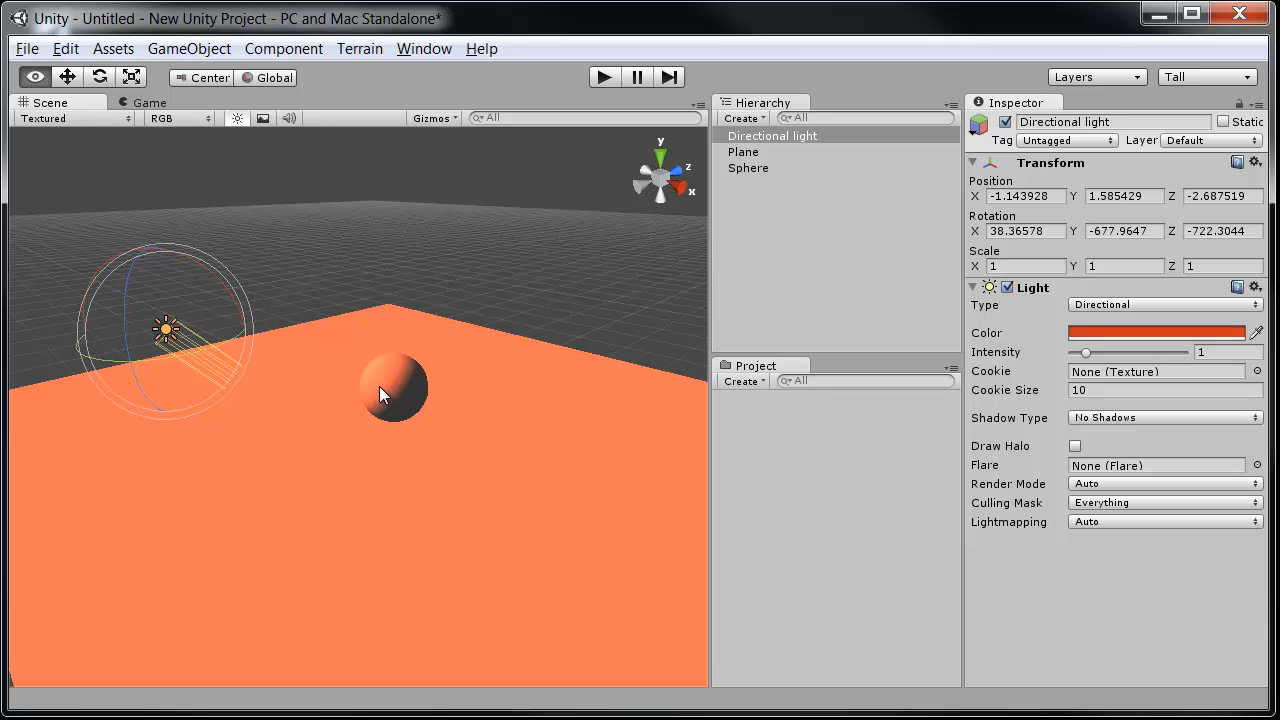 Unity - Untitled - New Unity Project - PC and Mac Standalone*
File Edit Assets GameObject Component Terrain Window Help
Center Global Layers Tall
Scene Game Hierarchy Inspector
Textured RGB Gizmos All Create All
Directional light Directional light Static
Tag Untagged Layer Default
Plane
Sphere
y
z
x
Transform
Position
X -1.143928 Y 1.585429 Z -2.687519
Rotation
X 38.36578 Y -677.9647 Z -722.3044
Scale
X 1 Y 1 Z 1
Light
Type Directional
Color
Intensity 1
Project
Create All
Cookie None (Texture)
Cookie Size 10
Shadow Type No Shadows
Draw Halo
Flare None (Flare)
Render Mode Auto
Culling Mask Everything
Lightmapping Auto